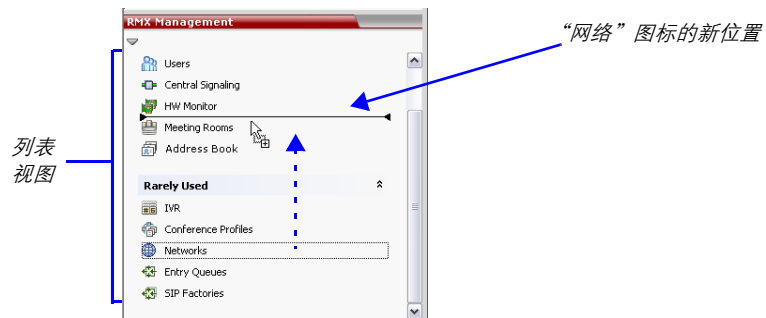 RMX Management
“网络”图标的新位置
Users
Central Signaling
HW Monitor
Meeting Rooms
Address Book
列表
视图
Rarely Used
IVR
Conference Profiles
Networks
Entry Queues
SIP Factories